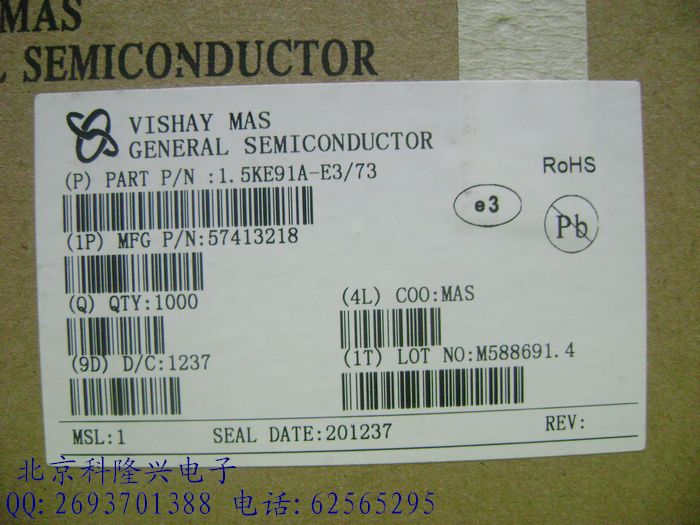 MAS
L SEMICONDUCTOR
VISHAY MAS
GENERAL SEMICONDUCTOR
(P) PART P/N :1.5KE91A-E3/73
RoHS
e3
Pb
(1P) MFG P/N:57413218
(Q) QTY:1000
(4L) COO:MAS
(9D) D/C:1237
(1T) LOT NO:M588691.4
MSL:1 SEAL DATE:201237 REV:
北京科隆兴电子
QQ:2693701388 电话:62565295